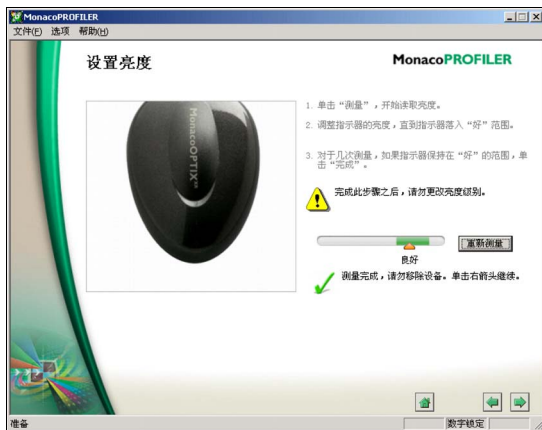 MonacoPROFILER
文件(F) 选项 帮助(H)
设置亮度
MonacoPROFILER
MonacoOPTIX
1. 单击“测量”，开始读取亮度。
2. 调整指示器的亮度，直到指示器落入“好”范围。
3. 对于几次测量，如果指示器保持在“好”的范围，单
击“完成”。
完成此步骤之后，请勿更改亮度级别。
重新测量
良好
测量完成，请勿移除设备。单击右箭头继续。
准备
数字锁定